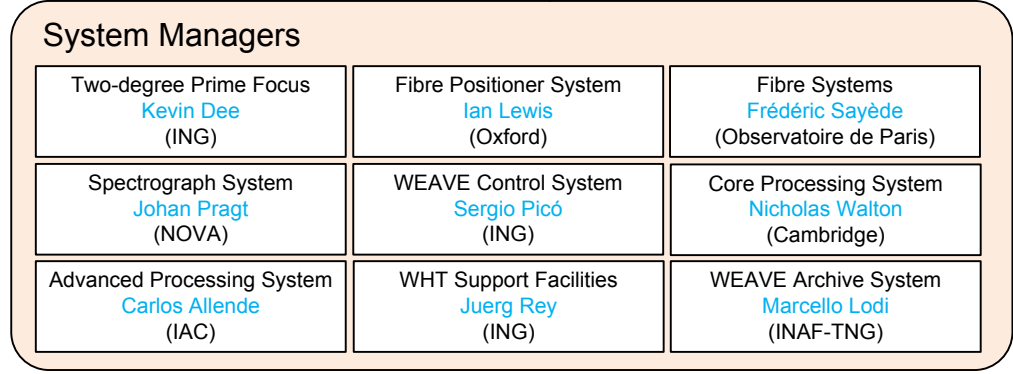 System Managers
Two-degree Prime Focus
Kevin Dee
(ING)
Fibre Positioner System
Ian Lewis
(Oxford)
Fibre Systems
Frédéric Sayède
(Observatoire de Paris)
Spectrograph System
Johan Pragt
(NOVA)
WEAVE Control System
Sergio Picó
(ING)
Core Processing System
Nicholas Walton
(Cambridge)
Advanced Processing System
Carlos Allende
(IAC)
WHT Support Facilities
Juerg Rey
(ING)
WEAVE Archive System
Marcello Lodi
(INAF-TNG)